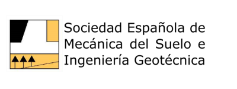 Sociedad Española de
Mecánica del Suelo e
Ingeniería Geotécnica